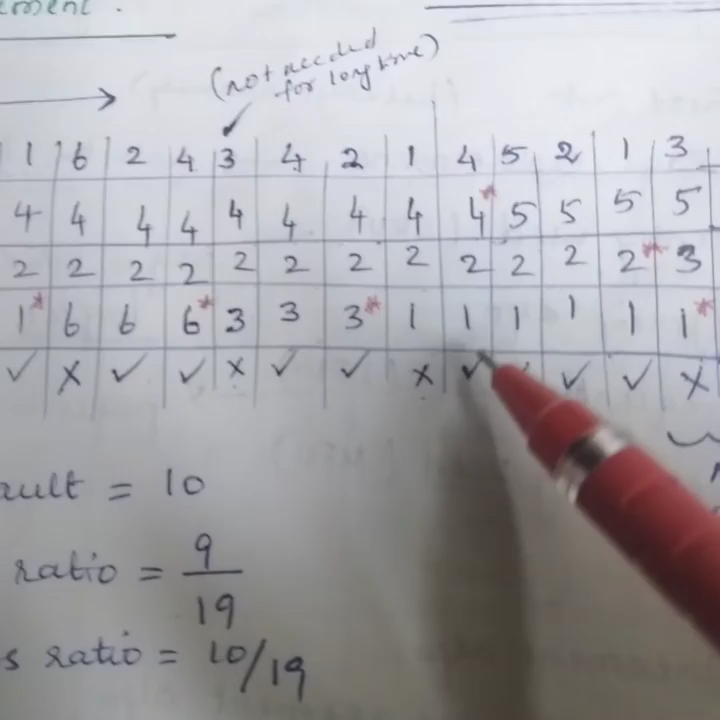 ement.
(not needed
for long time)
1 6 2 4 3 4 2 1 4 5 2 1 3
4 4 4 4 4 4 4 4 4* 5 5 5 5
2 2 2 2 2 2 2 2 2 2 2 2* 3
1* 6 6 6* 3 3 3* 1 1 1 1 1 1*
✓ x ✓ ✓ x ✓ ✓ x ✓ ✓ ✓ x
ault = 10
ratio = 9/19
s ratio = 10/19